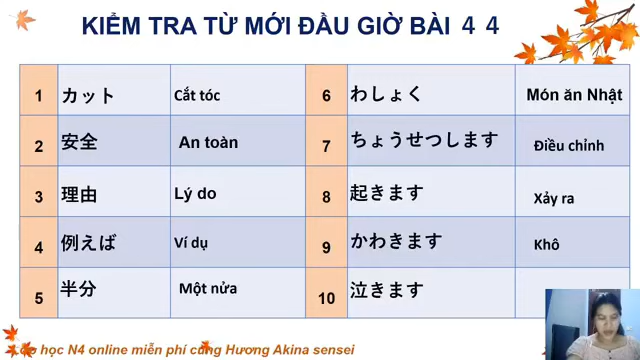 KIỂM TRA TỪ MỚI ĐẦU GIỜ BÀI ４４
1 カット Cắt tóc 6 わしょく Món ăn Nhật
2 安全 An toàn 7 ちょうせつします Điều chỉnh
3 理由 Lý do 8 起きます Xảy ra
4 例えば Ví dụ 9 かわきます Khô
5 半分 Một nửa 10 泣きます
Lớp học N4 online miễn phí cùng Hương Akina sensei